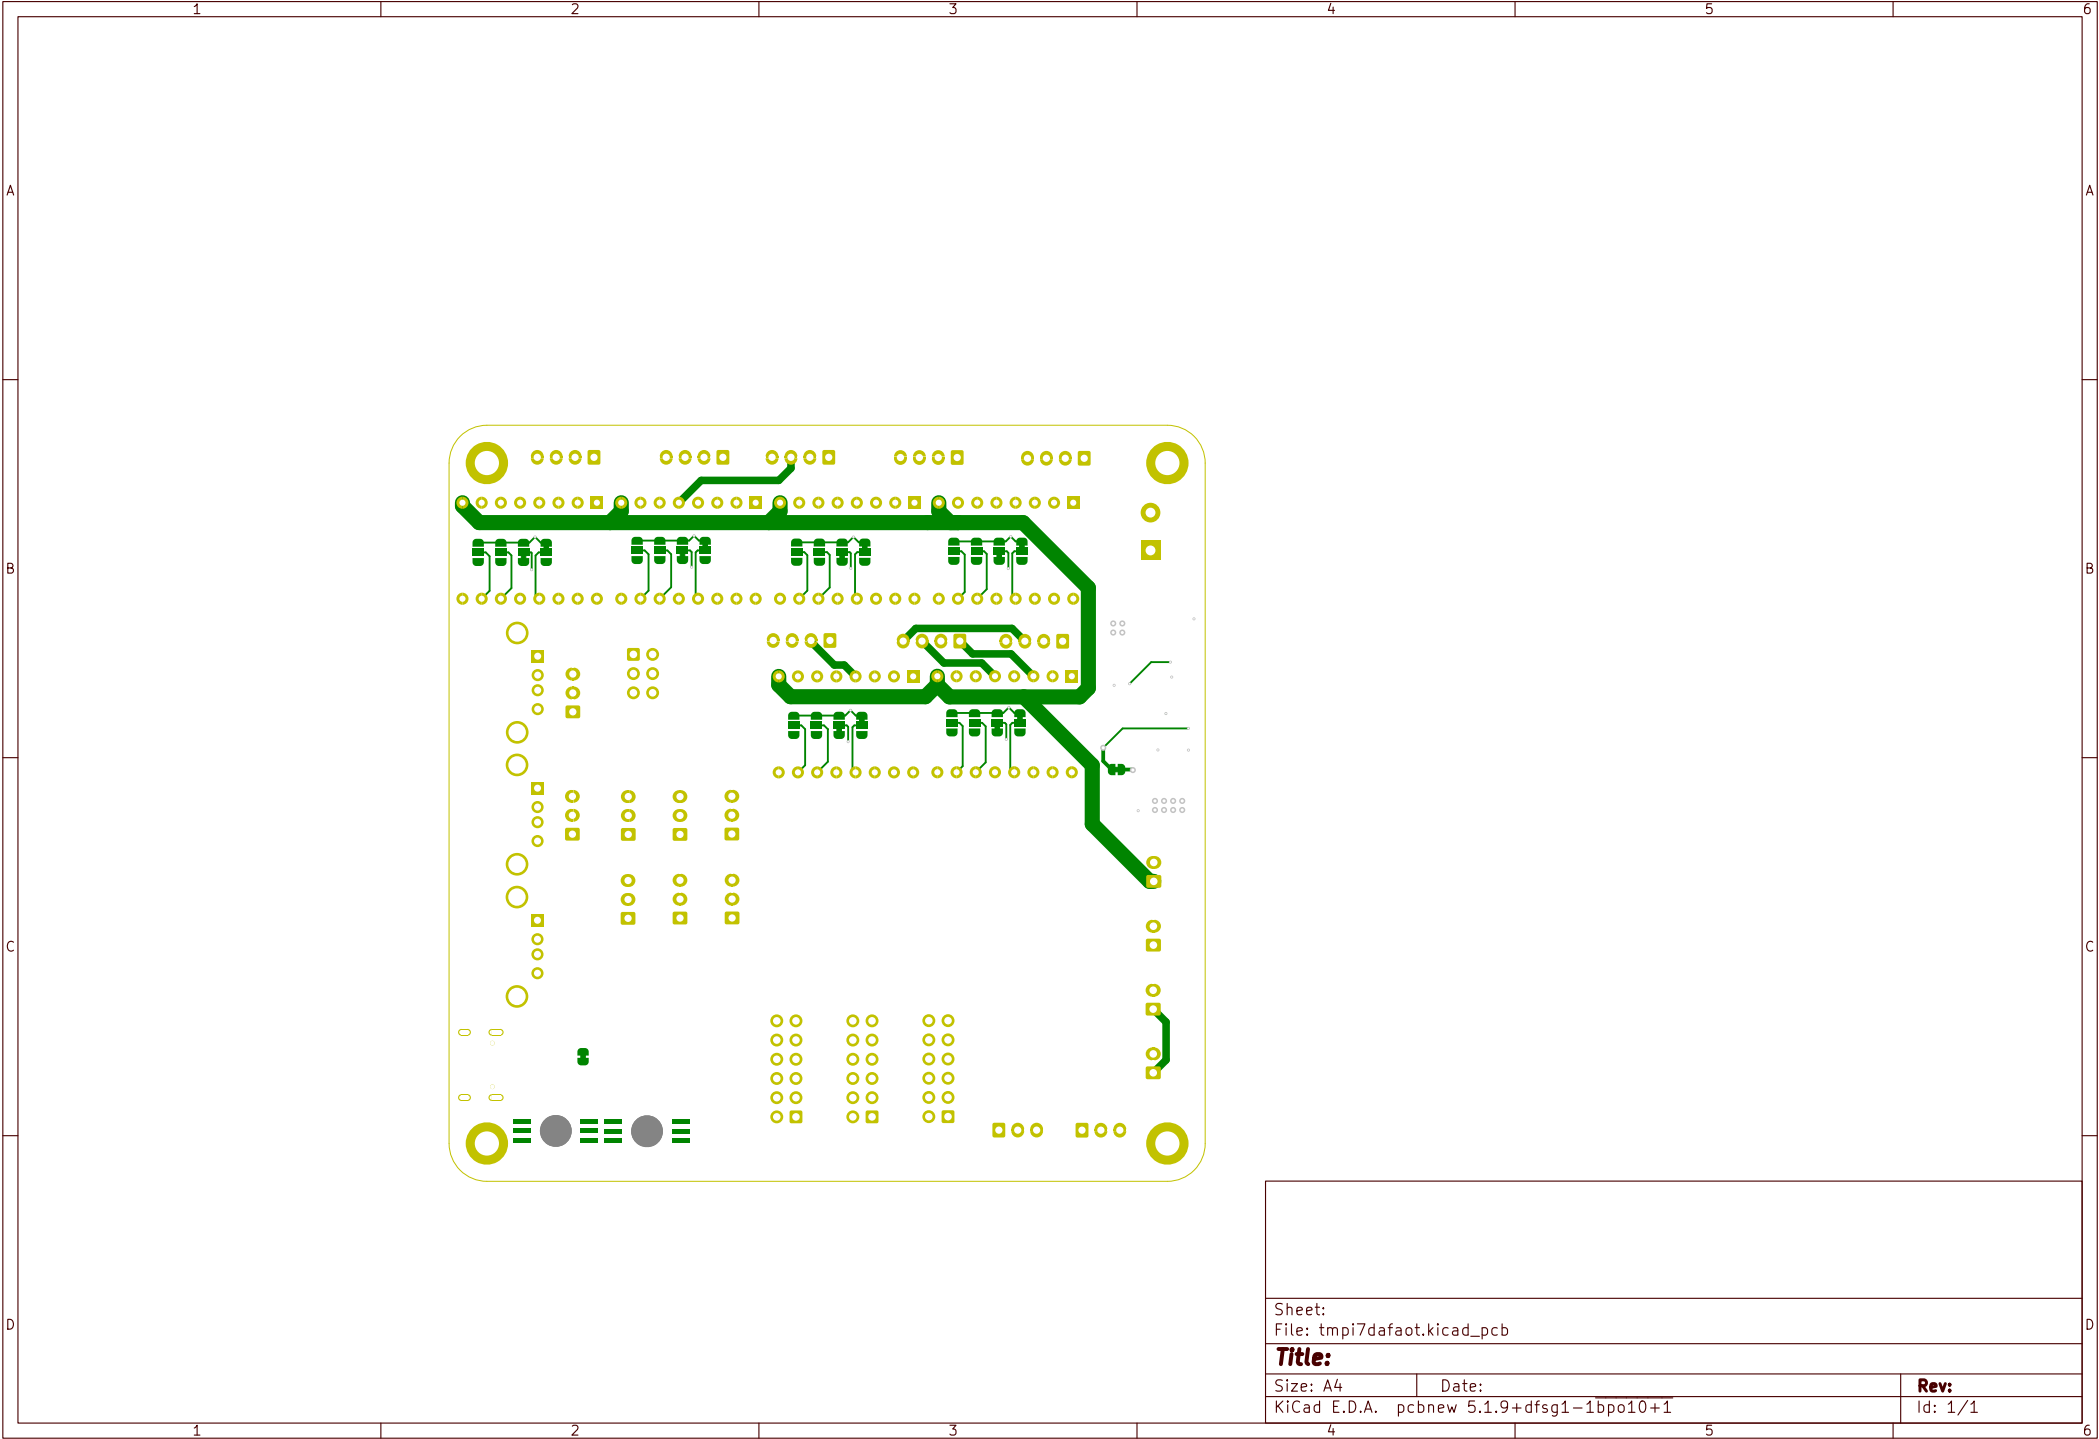 1 2 3 4 5 6
A A
B B
C C
D D
Sheet:
File: tmpi7dafaot.kicad_pcb
Title:
Size: A4 Date: Rev:
KiCad E.D.A. pcbnew 5.1.9+dfsg1-1bpo10+1 Id: 1/1
1 2 3 4 5 6